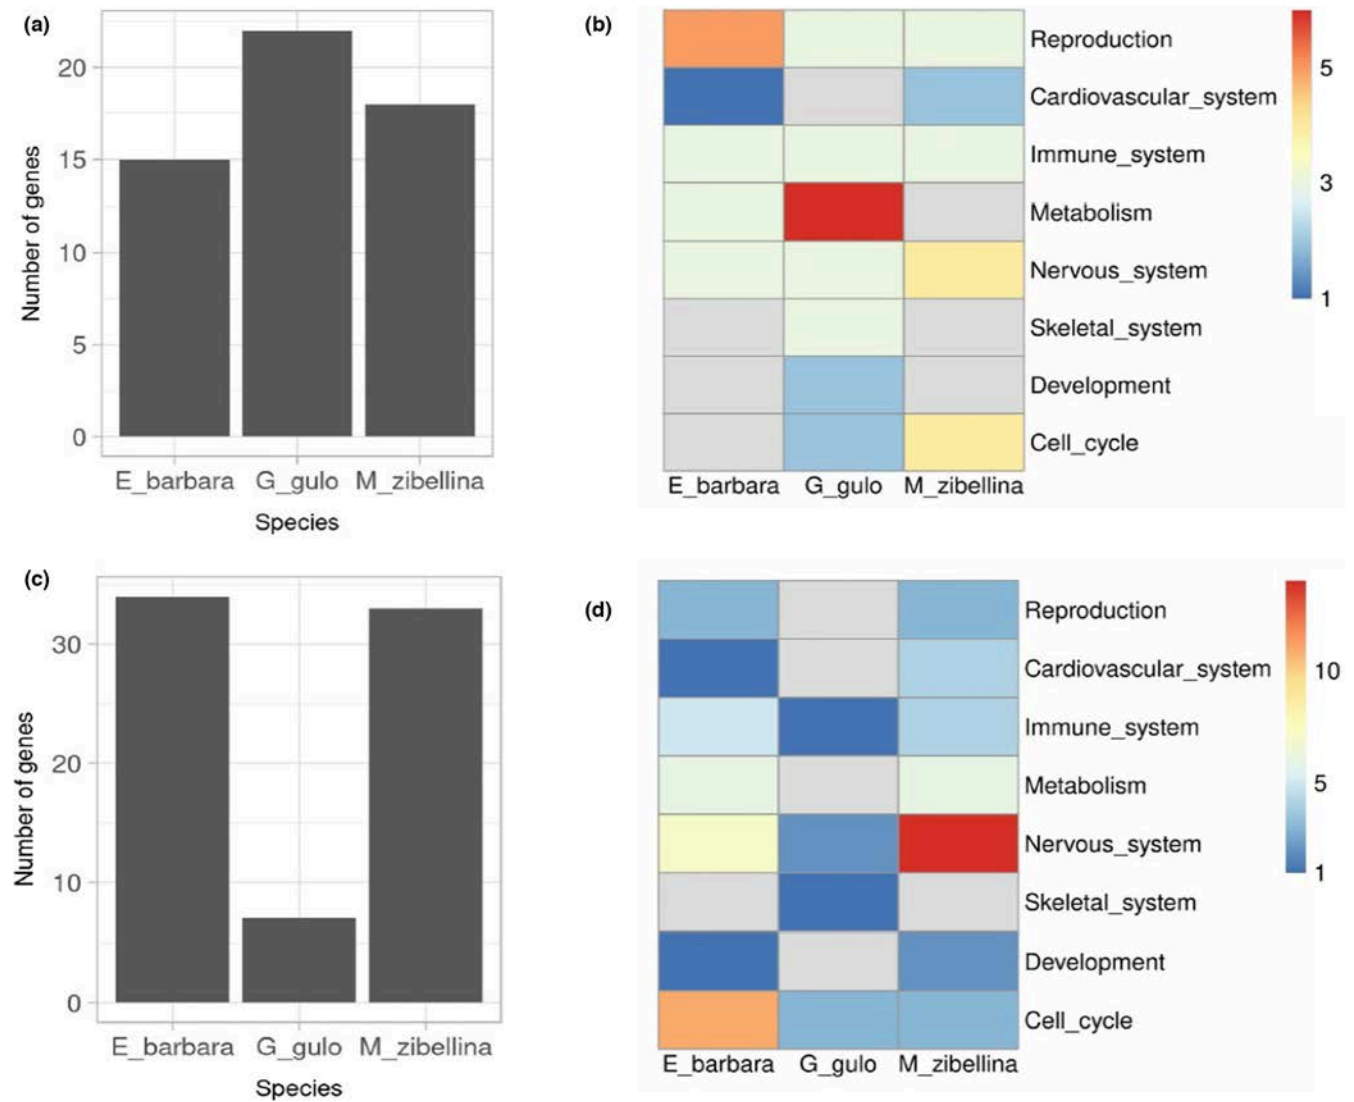 (a)
20
15
10
5
0
Number of genes
E_barbara G_gulo M_zibellina
Species
(b)
Reproduction
Cardiovascular_system
Immune_system
Metabolism
Nervous_system
Skeletal_system
Development
Cell_cycle
E_barbara G_gulo M_zibellina
5
3
1
(c)
30
20
10
0
Number of genes
E_barbara G_gulo M_zibellina
Species
(d)
Reproduction
Cardiovascular_system
Immune_system
Metabolism
Nervous_system
Skeletal_system
Development
Cell_cycle
E_barbara G_gulo M_zibellina
10
5
1